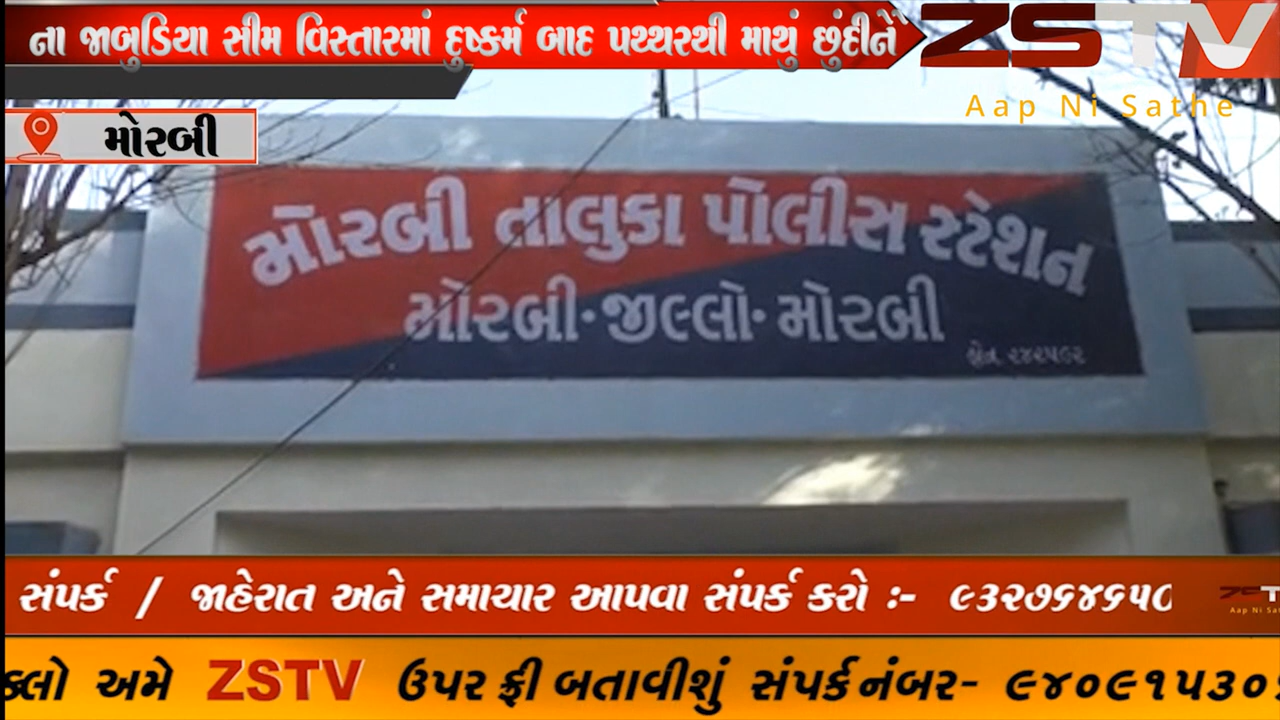 ના જાબુડિયા સીમ વિસ્તારમાં દુષ્કર્મ બાદ પથ્થરથી માથું છુંદીને
ZSTV
Aap Ni Sathe
મોરબી
મોરબી તાલુકા પોલીસ સ્ટેશન
મોરબી·જીલ્લો·મોરબી
ફોન ૨૪૨૫૯૨
સંપર્ક / જાહેરાત અને સમાચાર આપવા સંપર્ક કરો :- ૯૩૨૭૬૪૬૫૦
અમે ZSTV ઉપર ફ્રી બતાવીશું સંપર્ક નંબર- ૯૪૦૯૧૫૩૦